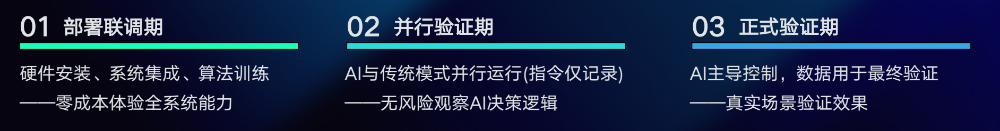 01 部署联调期
硬件安装、系统集成、算法训练
——零成本体验全系统能力
02 并行验证期
AI与传统模式并行运行(指令仅记录)
——无风险观察AI决策逻辑
03 正式验证期
AI主导控制，数据用于最终验证
——真实场景验证效果